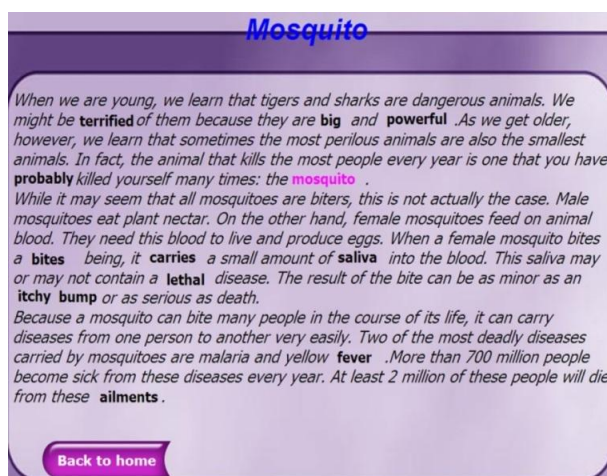 Mosquito
When we are young, we learn that tigers and sharks are dangerous animals. We
might be terrified of them because they are big and powerful .As we get older,
however, we learn that sometimes the most perilous animals are also the smallest
animals. In fact, the animal that kills the most people every year is one that you have
probably killed yourself many times: the mosquito .
While it may seem that all mosquitoes are biters, this is not actually the case. Male
mosquitoes eat plant nectar. On the other hand, female mosquitoes feed on animal
blood. They need this blood to live and produce eggs. When a female mosquito bites
a bites being, it carries a small amount of saliva into the blood. This saliva may
or may not contain a lethal disease. The result of the bite can be as minor as an
itchy bump or as serious as death.
Because a mosquito can bite many people in the course of its life, it can carry
diseases from one person to another very easily. Two of the most deadly diseases
carried by mosquitoes are malaria and yellow fever .More than 700 million people
become sick from these diseases every year. At least 2 million of these people will die
from these ailments .
Back to home